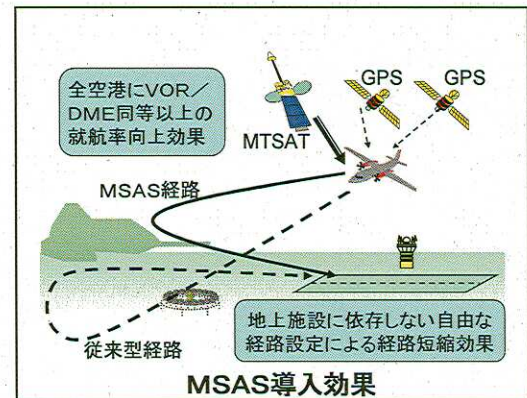 全空港にVOR/
DME同等以上の
就航率向上効果
GPS
GPS
MTSAT
MSAS経路
従来型経路
地上施設に依存しない自由な
経路設定による経路短縮効果
MSAS導入効果